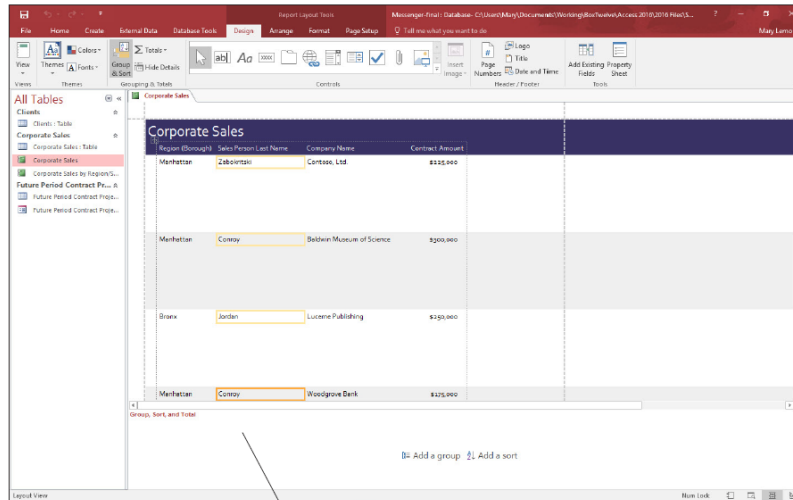 Report Layout Tools
Messenger-Final : Database- C:\Users\Mary\Documents\Working\BoxTwelve\Access 2016\2016 Files\S...
?
File Home Create External Data Database Tools Design Arrange Format Page Setup Tell me what you want to do
View
Themes
Colors
Fonts
Group & Sort
Totals
Hide Details
ab|
Aa
xxxx
Insert Image
Page Numbers
Logo
Title
Date and Time
Add Existing Fields
Property Sheet
Views Themes Grouping & Totals Controls Header / Footer Tools
All Tables
Clients
Clients : Table
Corporate Sales
Corporate Sales : Table
Corporate Sales
Corporate Sales by Region/S...
Future Period Contract Pr...
Future Period Contract Proje...
Future Period Contract Proje...
Corporate Sales
Corporate Sales
Region (Borough) Sales Person Last Name Company Name Contract Amount
Manhattan Zabokritski Contoso, Ltd. $225,000
Manhattan Conroy Baldwin Museum of Science $300,000
Bronx Jordan Lucerne Publishing $250,000
Manhattan Conroy Woodgrove Bank $175,000
Group, Sort, and Total
Add a group Add a sort
Layout View Num Lock